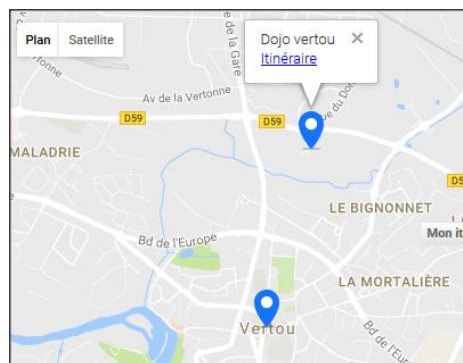 Plan Satellite
Dojo vertou
Itinéraire
Av de la Vertonne
D59
D59
MALADRIE
LE BIGNONNET
Mon it
Bd de l'Europe
LA MORTALIÈRE
Vertou